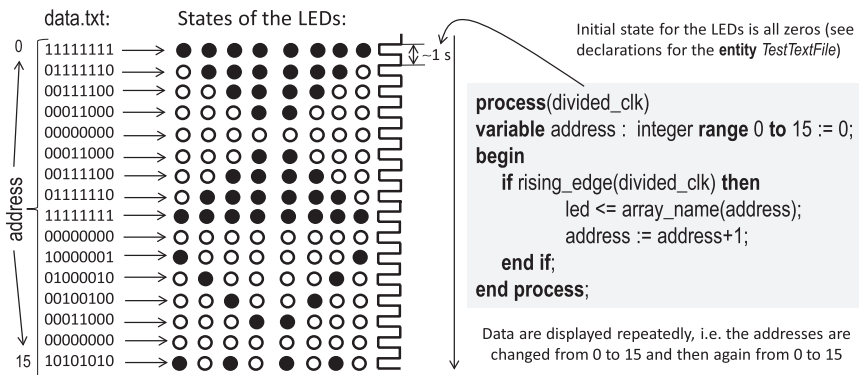 data.txt: States of the LEDs:
0 11111111
01111110
00111100
00011000
00000000
00011000
00111100
01111110
11111111
00000000
10000001
01000010
00100100
00011000
00000000
15 10101010
address
~1 s
Initial state for the LEDs is all zeros (see
declarations for the entity TestTextFile)
process(divided_clk)
variable address : integer range 0 to 15 := 0;
begin
if rising_edge(divided_clk) then
led <= array_name(address);
address := address+1;
end if;
end process;
Data are displayed repeatedly, i.e. the addresses are
changed from 0 to 15 and then again from 0 to 15